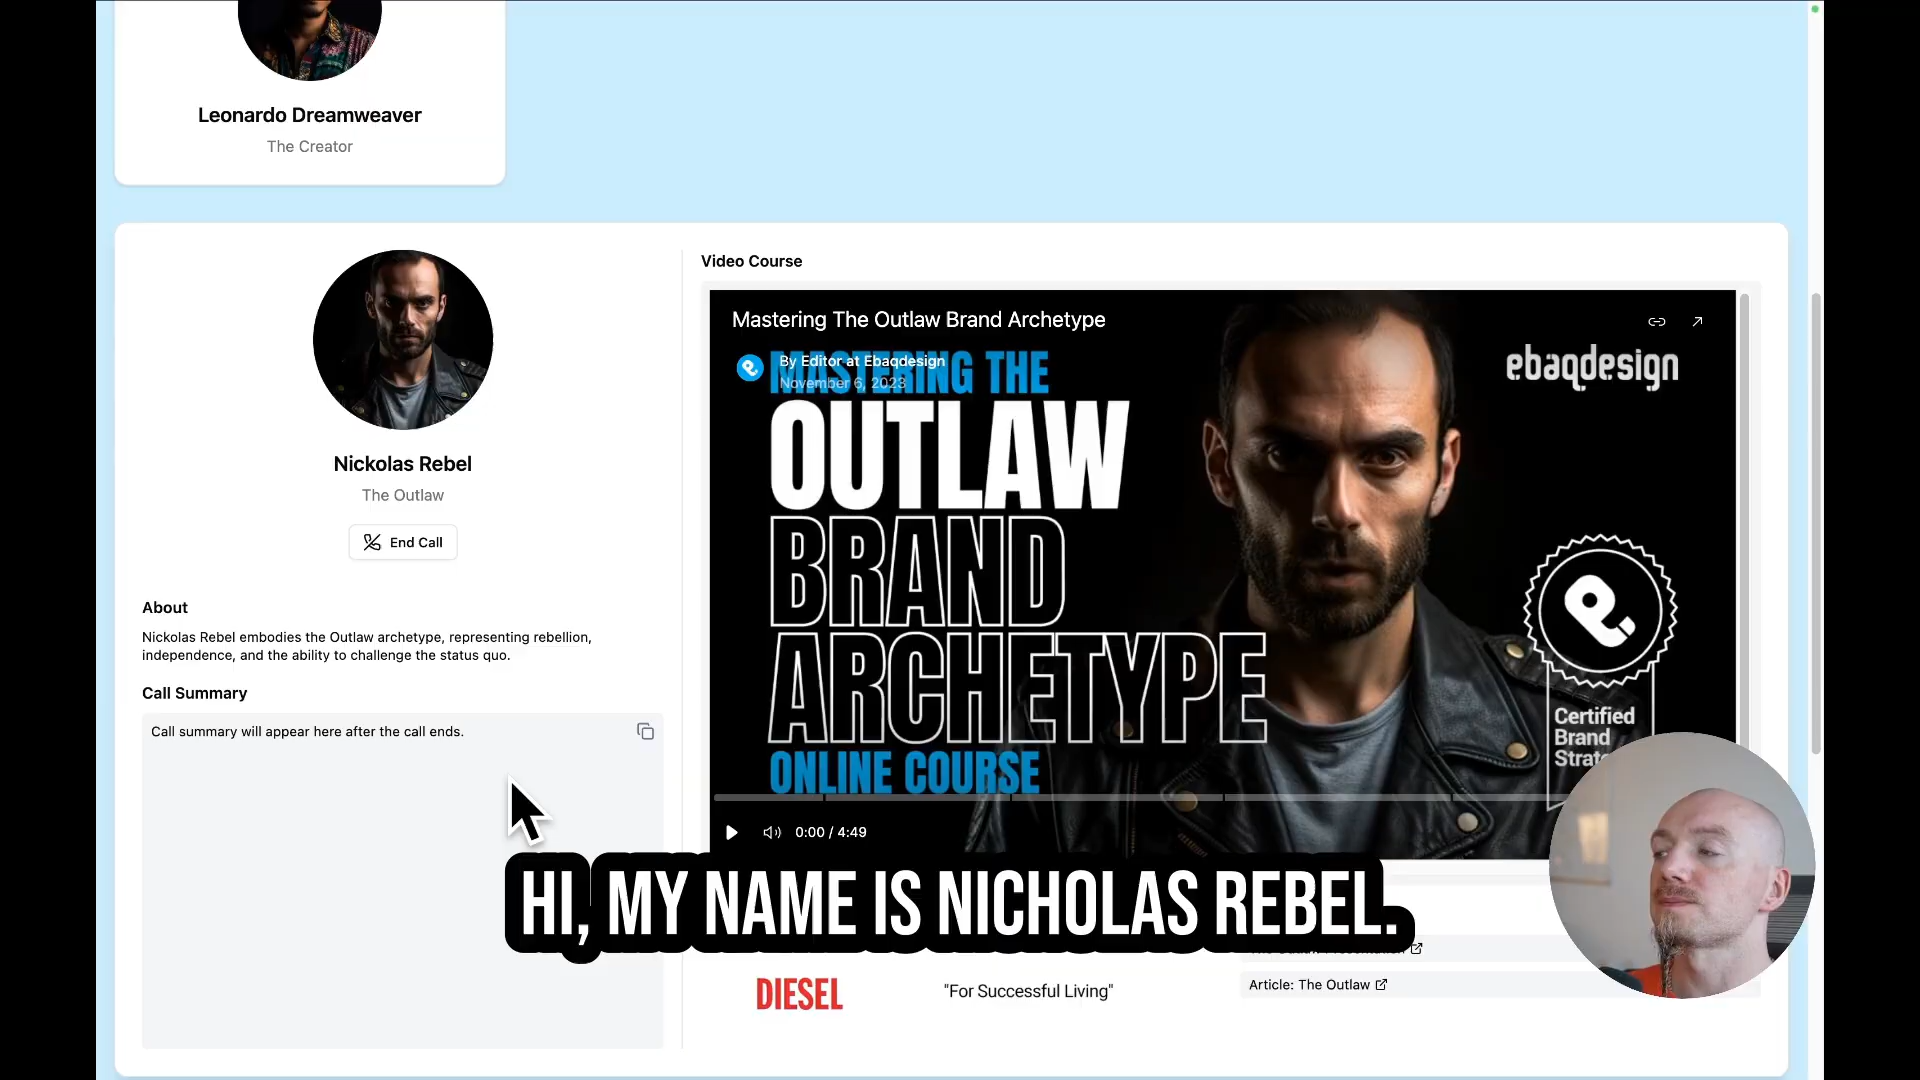 Leonardo Dreamweaver
The Creator
Nickolas Rebel
The Outlaw
End Call
About
Nickolas Rebel embodies the Outlaw archetype, representing rebellion,
independence, and the ability to challenge the status quo.
Call Summary
Call summary will appear here after the call ends.
Video Course
Mastering The Outlaw Brand Archetype
By Editor at Ebaqdesign
November 6, 2023
ebaqdesign
MASTERING THE
OUTLAW
BRAND
ARCHETYPE
ONLINE COURSE
Certified
Brand
0:00 / 4:49
HI, MY NAME IS NICHOLAS REBEL.
DIESEL
"For Successful Living"
Article: The Outlaw